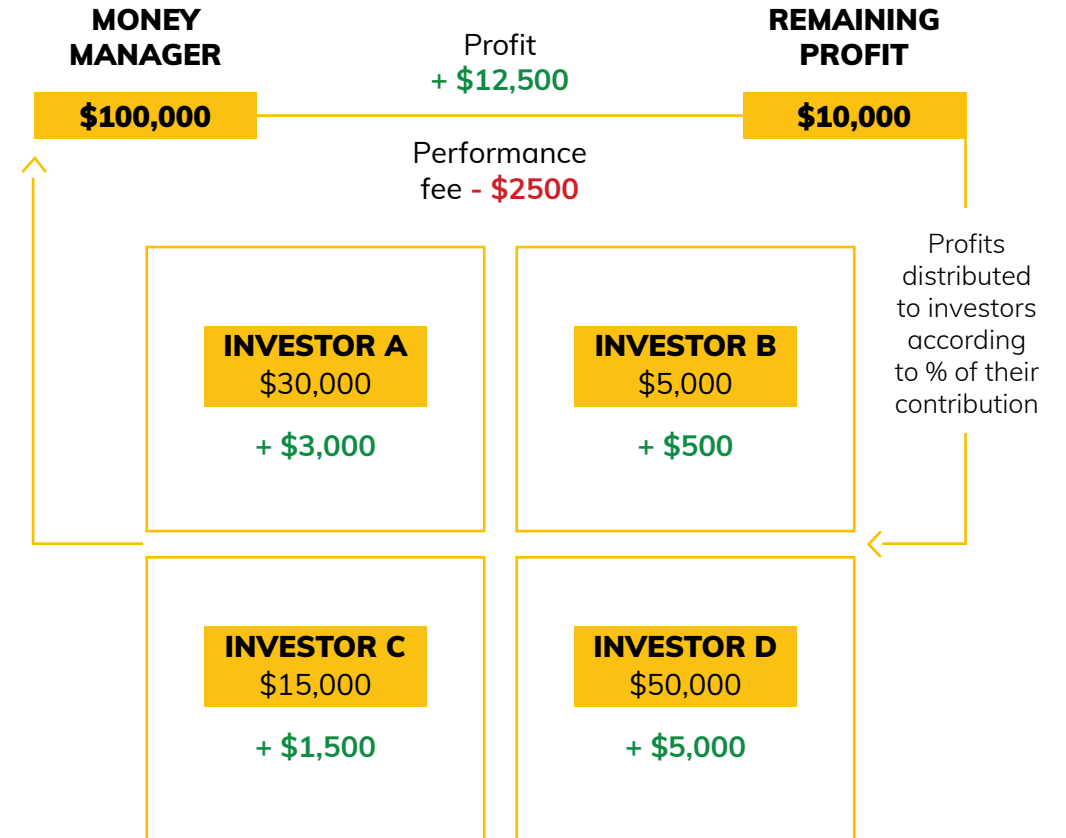 MONEY
MANAGER
$100,000
Profit
+ $12,500
Performance
fee - $2500
REMAINING
PROFIT
$10,000
Profits
distributed
to investors
according
to % of their
contribution
INVESTOR A
$30,000
+ $3,000
INVESTOR B
$5,000
+ $500
INVESTOR C
$15,000
+ $1,500
INVESTOR D
$50,000
+ $5,000